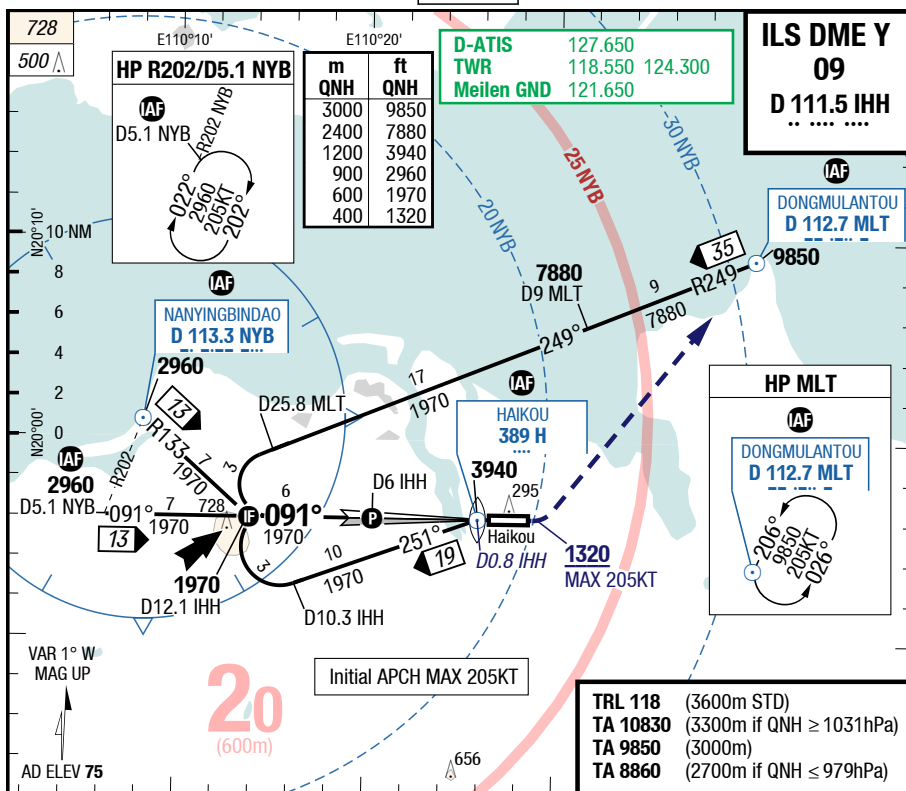 728
500
E110°10'
E110°20'
HP R202/D5.1 NYB
IAF
D5.1 NYB
R202 NYB
022°
2960
205KT
202°
m ft
QNH QNH
3000 9850
2400 7880
1200 3940
900 2960
600 1970
400 1320
D-ATIS 127.650
TWR 118.550 124.300
Meilen GND 121.650
ILS DME Y
09
D 111.5 IHH
30 NYB
25 NYB
20 NYB
IAF
DONGMULANTOU
D 112.7 MLT
9850
35
R249
9
7880
7880
D9 MLT
249°
17
1970
D25.8 MLT
N20°10'
10 NM
8
6
4
2
0
N20°00'
IAF
NANYINGBINDAO
D 113.3 NYB
2960
13
R133
7
1970
R202
IAF
2960
D5.1 NYB
091°
7
1970
13
728
IF
3
6
091°
1970
D6 IHH
P
1970
D12.1 IHH
3
10
1970
251°
19
D10.3 IHH
IAF
HAIKOU
389 H
3940
295
Haikou
D0.8 IHH
1320
MAX 205KT
HP MLT
IAF
DONGMULANTOU
D 112.7 MLT
206°
9850
205KT
026°
VAR 1° W
MAG UP
AD ELEV 75
20
(600m)
Initial APCH MAX 205KT
656
TRL 118 (3600m STD)
TA 10830 (3300m if QNH ≥ 1031hPa)
TA 9850 (3000m)
TA 8860 (2700m if QNH ≤ 979hPa)